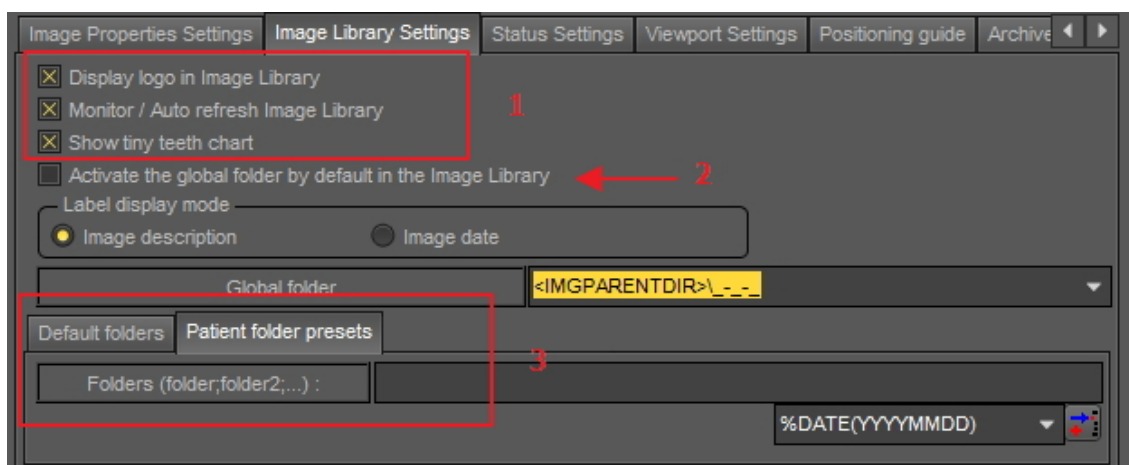 Image Properties Settings Image Library Settings Status Settings Viewport Settings Positioning guide Archive
Display logo in Image Library
Monitor / Auto refresh Image Library 1
Show tiny teeth chart
Activate the global folder by default in the Image Library 2
Label display mode
Image description Image date
Global folder <IMGPARENTDIR>\_-_-_
Default folders Patient folder presets
3
Folders (folder;folder2;...) :
%DATE(YYYYMMDD)